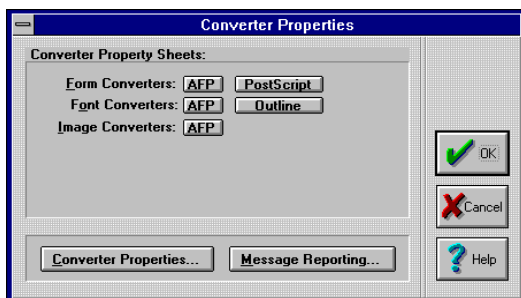 Converter Properties
Converter Property Sheets:
Form Converters: AFP PostScript
Font Converters: AFP Outline
Image Converters: AFP
OK
Cancel
Converter Properties... Message Reporting... Help